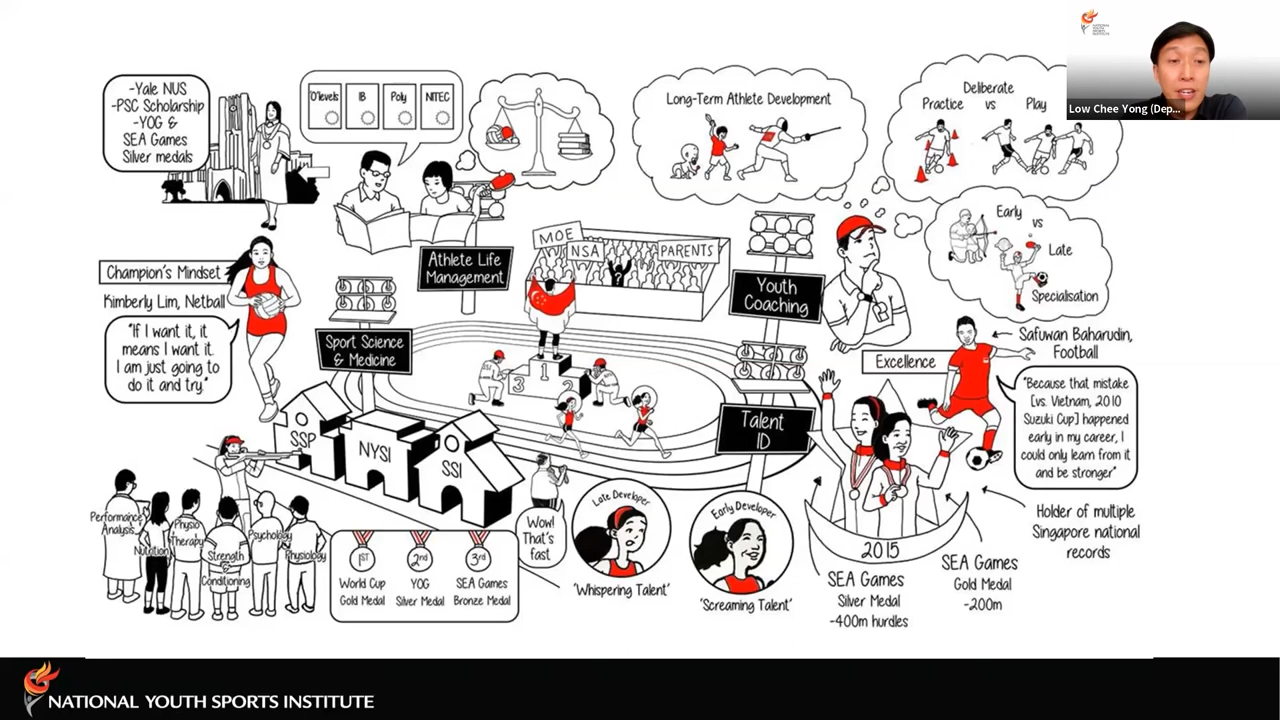 -Yale NUS
-PSC Scholarship
-YOG &
SEA Games
Silver medals
'O'levels
IB
Poly
NITEC
Long-Term Athlete Development
Deliberate
Practice vs Play
NATIONAL
YOUTH
SPORTS
INSTITUTE
Low Chee Yong (Dep...
Early
vs
Late
Specialisation
MOE
NSA
PARENTS
?
Athlete Life
Management
Youth
Coaching
Champion's Mindset
Kimberly Lim, Netball
"If I want it, it
means I want it.
I am just going to
do it and try."
Sport Science
& Medicine
1
2
3
Excellence
Safuwan Baharudin,
Football
"Because that mistake
[vs. Vietnam, 2010
Suzuki Cup] happened
early in my career, I
could only learn from it
and be stronger"
Talent
ID
SSP
NYSI
SSI
Performance
Analysis
Nutrition
Physio
Therapy
Strength
&
Conditioning
Psychology
Physiology
1ST
World Cup
Gold Medal
2nd
YOG
Silver Medal
3rd
SEA Games
Bronze Medal
Wow!
That's
fast
Late Developer
'Whispering Talent'
Early Developer
'Screaming Talent'
2015
SEA Games
Silver Medal
-400m hurdles
SEA Games
Gold Medal
-200m
Holder of multiple
Singapore national
records
NATIONAL YOUTH SPORTS INSTITUTE